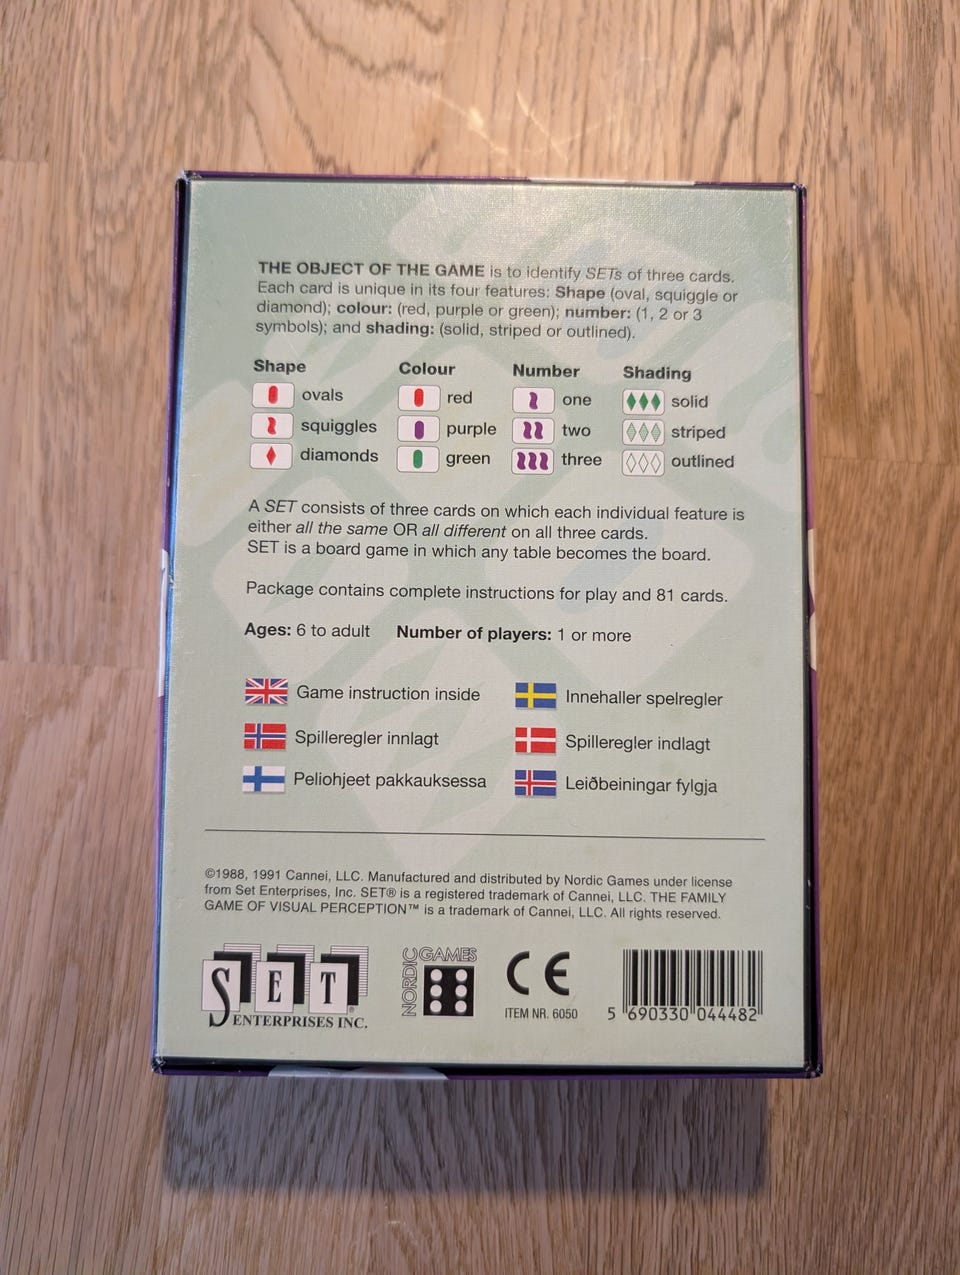 THE OBJECT OF THE GAME is to identify SETs of three cards.
Each card is unique in its four features: Shape (oval, squiggle or
diamond); colour: (red, purple or green); number: (1, 2 or 3
symbols); and shading: (solid, striped or outlined).
Shape
ovals
squiggles
diamonds
Colour
red
purple
green
Number
one
two
three
Shading
solid
striped
outlined
A SET consists of three cards on which each individual feature is
either all the same OR all different on all three cards.
SET is a board game in which any table becomes the board.
Package contains complete instructions for play and 81 cards.
Ages: 6 to adult Number of players: 1 or more
Game instruction inside
Innehaller spelregler
Spilleregler innlagt
Spilleregler indlagt
Peliohjeet pakkauksessa
Leiðbeiningar fylgja
©1988, 1991 Cannei, LLC. Manufactured and distributed by Nordic Games under license
from Set Enterprises, Inc. SET® is a registered trademark of Cannei, LLC. THE FAMILY
GAME OF VISUAL PERCEPTION™ is a trademark of Cannei, LLC. All rights reserved.
SET®
ENTERPRISES INC.
NORDIC GAMES
CE
ITEM NR. 6050
5 690330 044482